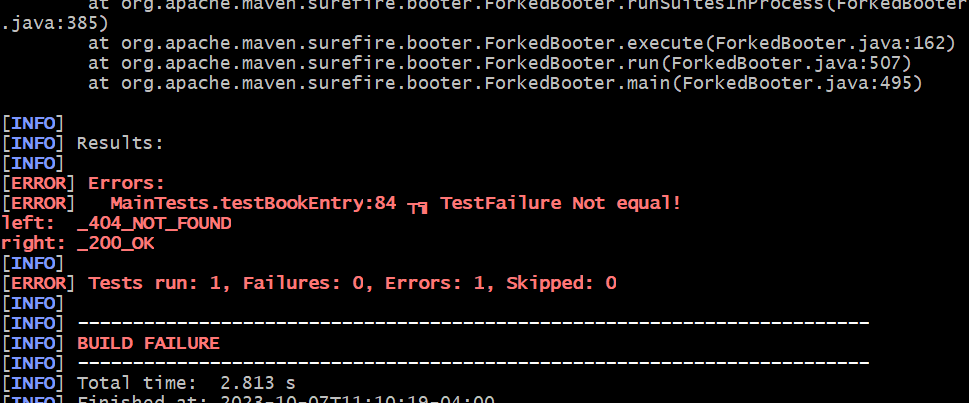 at org.apache.maven.surefire.booter.ForkedBooter.runSuitesInProcess(ForkedBooter
.java:385)
at org.apache.maven.surefire.booter.ForkedBooter.execute(ForkedBooter.java:162)
at org.apache.maven.surefire.booter.ForkedBooter.run(ForkedBooter.java:507)
at org.apache.maven.surefire.booter.ForkedBooter.main(ForkedBooter.java:495)
[INFO]
[INFO] Results:
[INFO]
[ERROR] Errors:
[ERROR]   MainTests.testBookEntry:84 ┬╗ TestFailure Not equal!
left:  _404_NOT_FOUND
right: _200_OK
[INFO]
[ERROR] Tests run: 1, Failures: 0, Errors: 1, Skipped: 0
[INFO]
[INFO] ------------------------------------------------------------------------
[INFO] BUILD FAILURE
[INFO] ------------------------------------------------------------------------
[INFO] Total time:  2.813 s
[INFO] Finished at: 2023-10-07T11:10:19-04:00